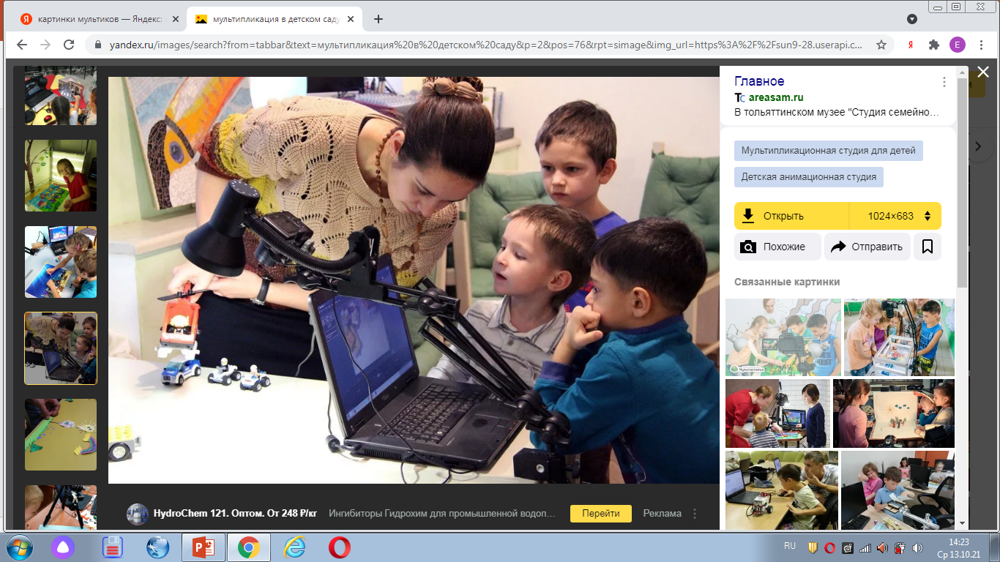 картинки мультиков — Яндекс:
мультипликация в детском саду
yandex.ru/images/search?from=tabbar&text=мультипликация%20в%20детском%20саду&p=2&pos=76&rpt=simage&img_url=https%3A%2F%2Fsun9-28.userapi.c...
E
Главное
Tc areasam.ru
В тольяттинском музее "Студия семейно…
Мультипликационная студия для детей
Детская анимационная студия
Открыть 1024×683
Похожие Отправить
Связанные картинки
Мультистория
HydroChem 121. Оптом. От 248 ₽/кг Ингибиторы Гидрохим для промышленной водоп… Перейти Реклама
RU
14:23
Ср 13.10.21